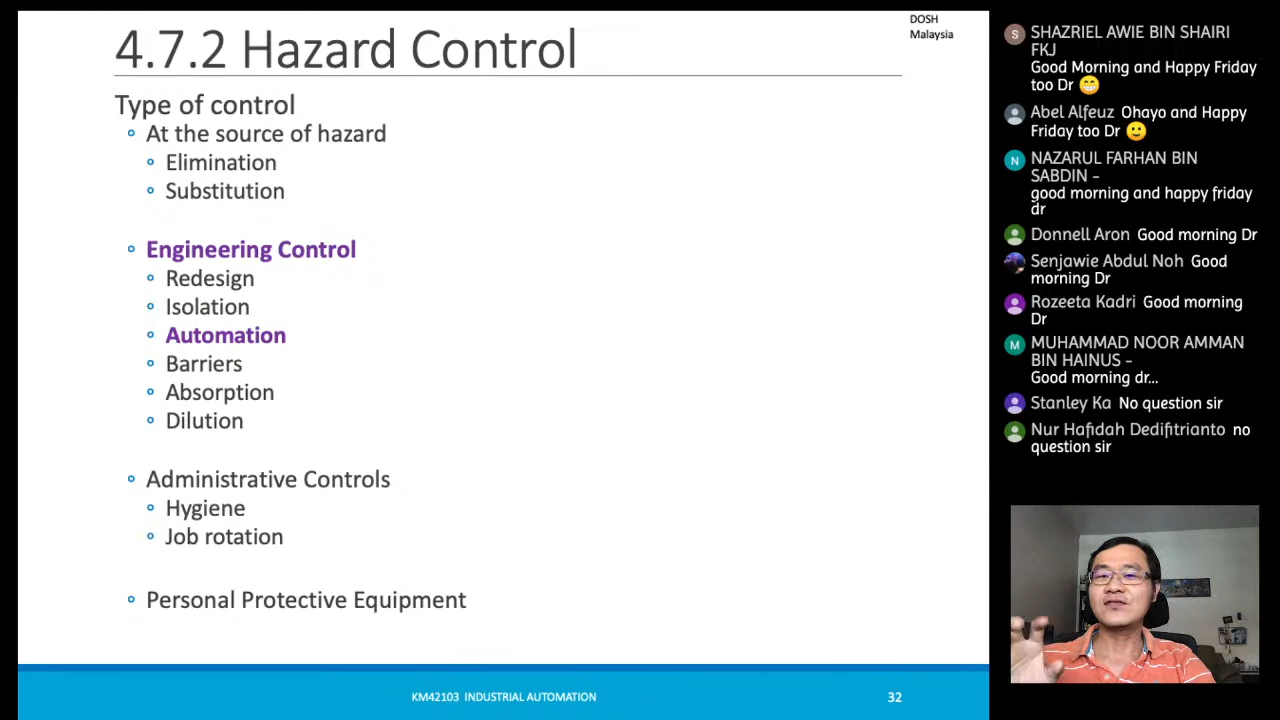 4.7.2 Hazard Control
DOSH
Malaysia
Type of control
At the source of hazard
Elimination
Substitution
Engineering Control
Redesign
Isolation
Automation
Barriers
Absorption
Dilution
Administrative Controls
Hygiene
Job rotation
Personal Protective Equipment
KM42103 INDUSTRIAL AUTOMATION
32
S
SHAZRIEL AWIE BIN SHAIRI
FKJ
Good Morning and Happy Friday
too Dr 😁
Abel Alfeuz Ohayo and Happy
Friday too Dr 🙂
N
NAZARUL FARHAN BIN
SABDIN -
good morning and happy friday
dr
Donnell Aron Good morning Dr
Senjawie Abdul Noh Good
morning Dr
Rozeeta Kadri Good morning
Dr
M
MUHAMMAD NOOR AMMAN
BIN HAINUS -
Good morning dr...
Stanley Ka No question sir
Nur Hafidah Dedifitrianto no
question sir